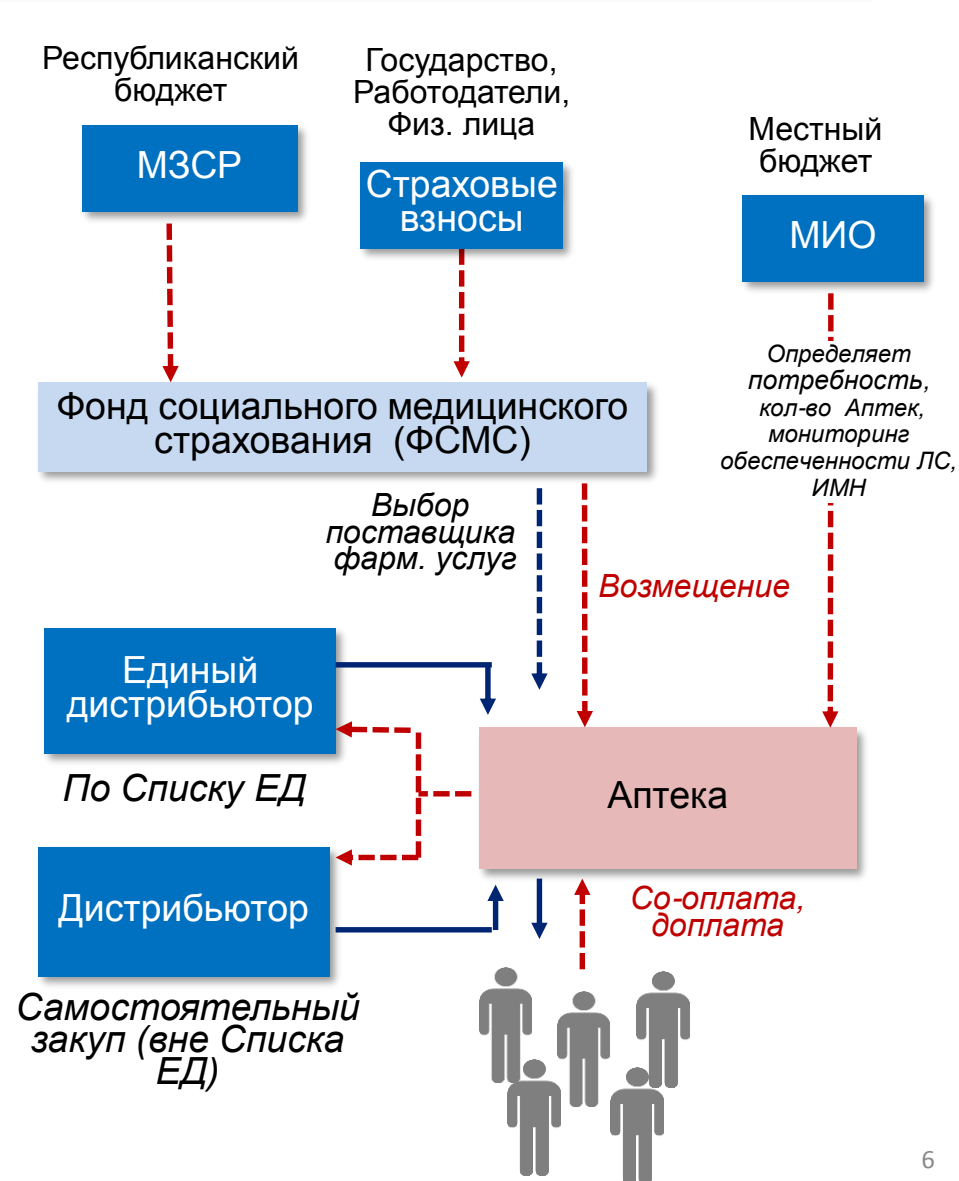 Республиканский
бюджет
МЗСР
Государство,
Работодатели,
Физ. лица
Страховые
взносы
Местный
бюджет
МИО
Определяет
потребность,
кол-во Аптек,
мониторинг
обеспеченности ЛС,
ИМН
Фонд социального медицинского
страхования (ФСМС)
Выбор
поставщика
фарм. услуг
Возмещение
Единый
дистрибьютор
По Списку ЕД
Аптека
Дистрибьютор
Со-оплата,
доплата
Самостоятельный
закуп (вне Списка
ЕД)
6